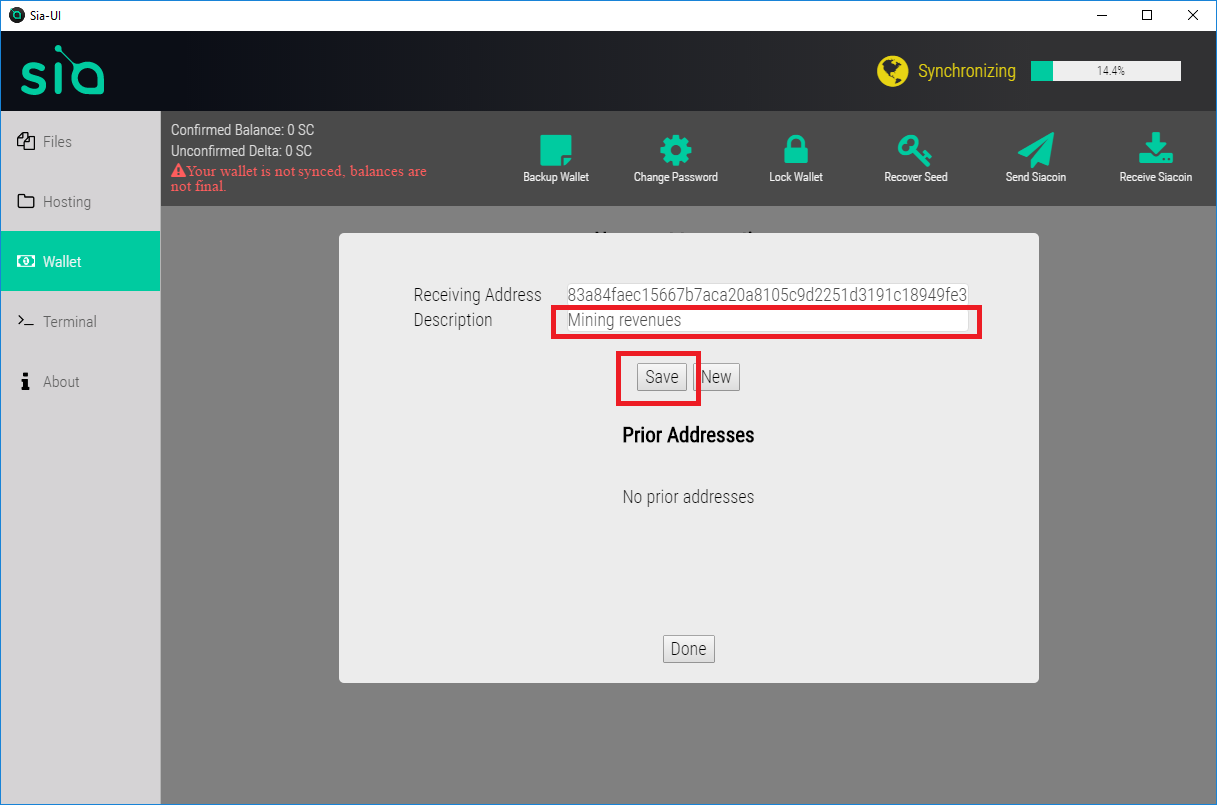 Sia-UI
sia
Synchronizing
14.4%
Files
Hosting
Wallet
Terminal
About
Confirmed Balance: 0 SC
Unconfirmed Delta: 0 SC
Your wallet is not synced, balances are
not final.
Backup Wallet
Change Password
Lock Wallet
Recover Seed
Send Siacoin
Receive Siacoin
Receiving Address 83a84faec15667b7aca20a8105c9d2251d3191c18949fe3
Description Mining revenues
Save New
Prior Addresses
No prior addresses
Done